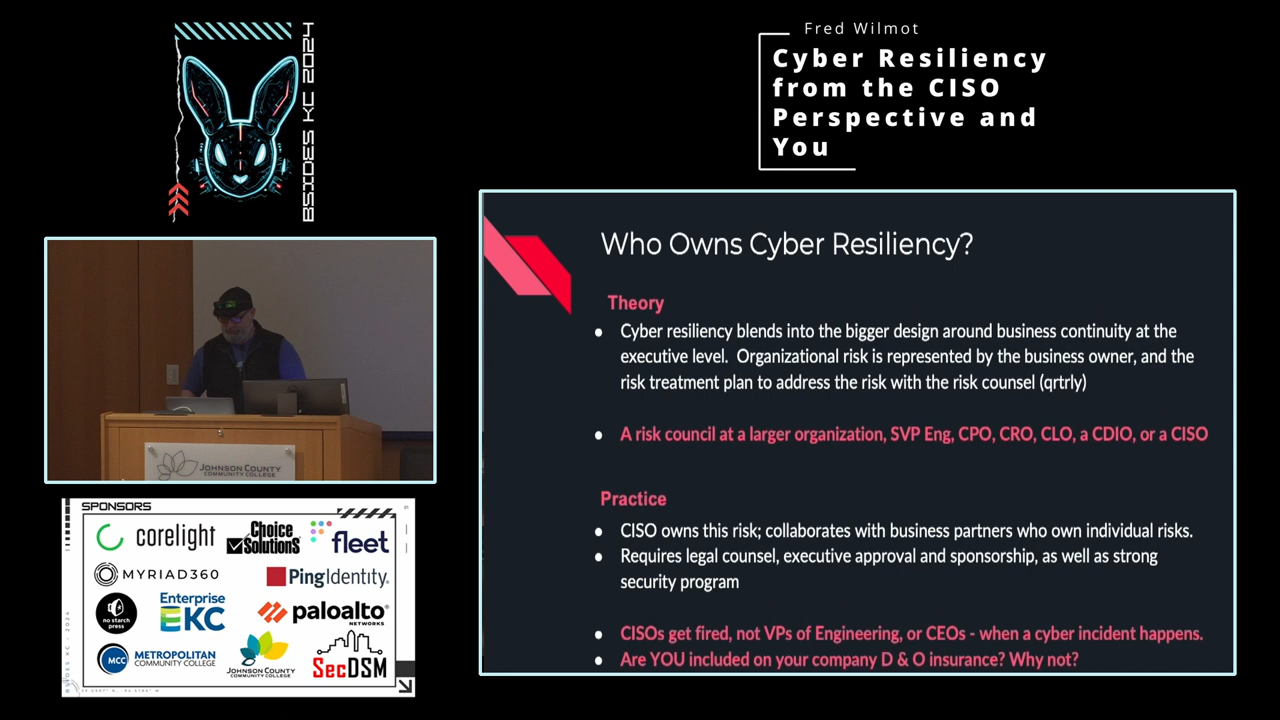 BSIDES KC 2024
Fred Wilmot
Cyber Resiliency
from the CISO
Perspective and
You
Who Owns Cyber Resiliency?
Theory
● Cyber resiliency blends into the bigger design around business continuity at the
executive level. Organizational risk is represented by the business owner, and the
risk treatment plan to address the risk with the risk counsel (qrtrly)
● A risk council at a larger organization, SVP Eng, CPO, CRO, CLO, a CDIO, or a CISO
Practice
● CISO owns this risk; collaborates with business partners who own individual risks.
● Requires legal counsel, executive approval and sponsorship, as well as strong
security program
● CISOs get fired, not VPs of Engineering, or CEOs - when a cyber incident happens.
● Are YOU included on your company D & O insurance? Why not?
JOHNSON COUNTY
COMMUNITY COLLEGE
SPONSORS
corelight
Choice
Solutions
fleet
MYRIAD360
PingIdentity.
no starch
press
Enterprise
KC
paloalto
NETWORKS
MCC
METROPOLITAN
COMMUNITY COLLEGE
JOHNSON COUNTY
COMMUNITY COLLEGE
SecDSM
BSIDES KC - 2024